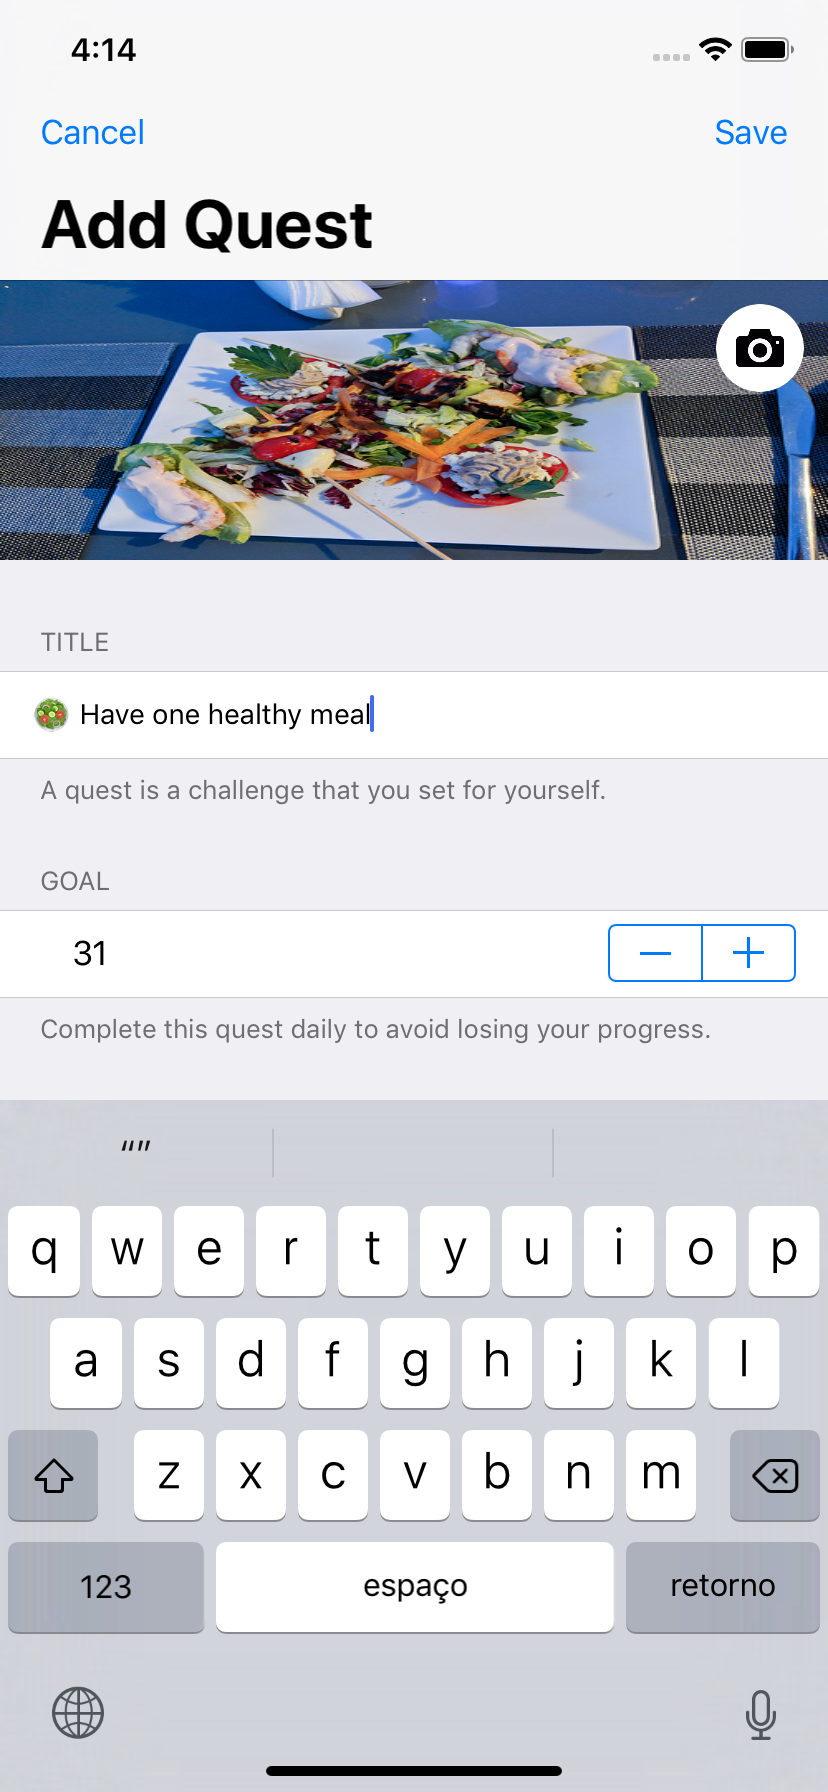 4:14
Cancel Save
Add Quest
TITLE
🥗 Have one healthy meal
A quest is a challenge that you set for yourself.
GOAL
31
Complete this quest daily to avoid losing your progress.
“”
q w e r t y u i o p
a s d f g h j k l
z x c v b n m
123 espaço retorno